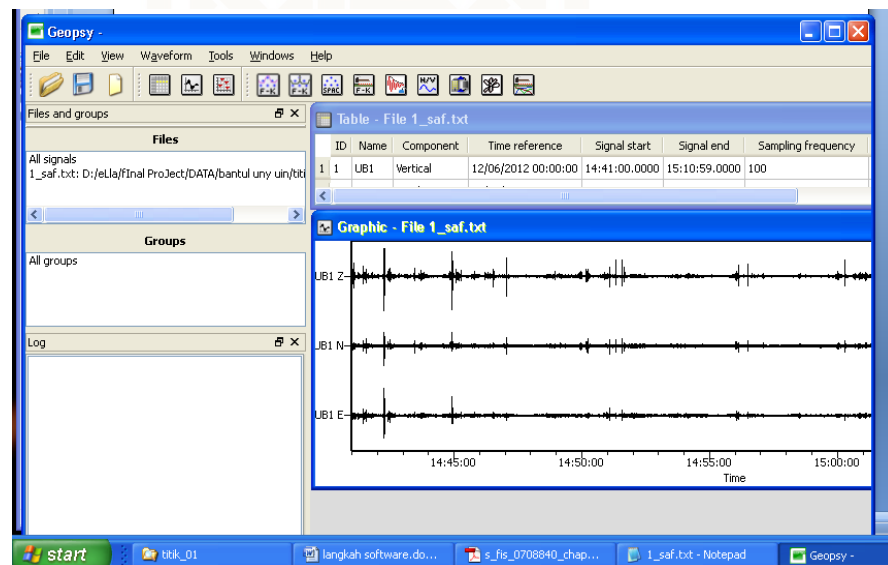 Geopsy -
File Edit View Waveform Tools Windows Help
F-K F-K SPAC F-K H/V
Files and groups
Files
All signals
1_saf.txt: D:/eLla/fInal ProJect/DATA/bantul uny uin/titi
Groups
All groups
Log
Table - File 1_saf.txt
ID Name Component Time reference Signal start Signal end Sampling frequency
1 1 UB1 Vertical 12/06/2012 00:00:00 14:41:00.0000 15:10:59.0000 100
Graphic - File 1_saf.txt
UB1 Z
UB1 N
UB1 E
14:45:00 14:50:00 14:55:00 15:00:00
Time
start titik_01 langkah software.do... s_fis_0708840_chap... 1_saf.txt - Notepad Geopsy -